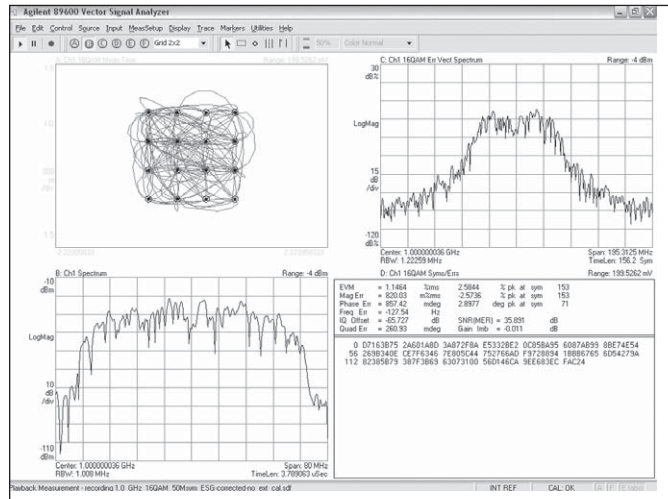 Agilent 89600 Vector Signal Analyzer
File Edit Control Source Input MeasSetup Display Trace Markers Utilities Help
A B C D E F Grid 2x2 50% Color Normal
A: Ch1 16QAM Meas Time Range: 199.5262 mV
I-Q
C: Ch1 16QAM Err Vect Spectrum Range: -4 dBm
30
dB%
LogMag
15
dB
/div
-120
dB%
Center: 1.000000036 GHz Span: 195.3125 MHz
RBW: 1.22259 MHz TimeLen: 156.2 Sym
B: Ch1 Spectrum Range: -4 dBm
-10
dBm
LogMag
10
dB
/div
-110
dBm
Center: 1.000000036 GHz Span: 80 MHz
RBW: 1.008 MHz TimeLen: 3.789063 uSec
D: Ch1 16QAM Syms/Errs Range: 199.5262 mV
EVM = 1.1464 %rms 2.5844 % pk at sym 153
Mag Err = 820.03 m%rms -2.5736 % pk at sym 153
Phase Err = 857.42 mdeg 2.8977 deg pk at sym 71
Freq Err = -127.54 Hz
IQ Offset = -65.727 dB SNR(MER) = 35.891 dB
Quad Err = 260.93 mdeg Gain Imb = -0.011 dB
0 D7163B75 2A601A8D 3A872F8A E5332BE2 0C85BA95 6087AB99 8BE74E54
56 269B340E CE7F6346 7E805C44 752766AD F9728894 1BBB6765 6D54279A
112 82385B79 387F3B69 63073100 56D146CA 9EE683EC FAC24
Playback Measurement - recording 1.0 GHz 16QAM 50Msym ESG-corrected-no ext cal.sdf INT REF CAL: OK